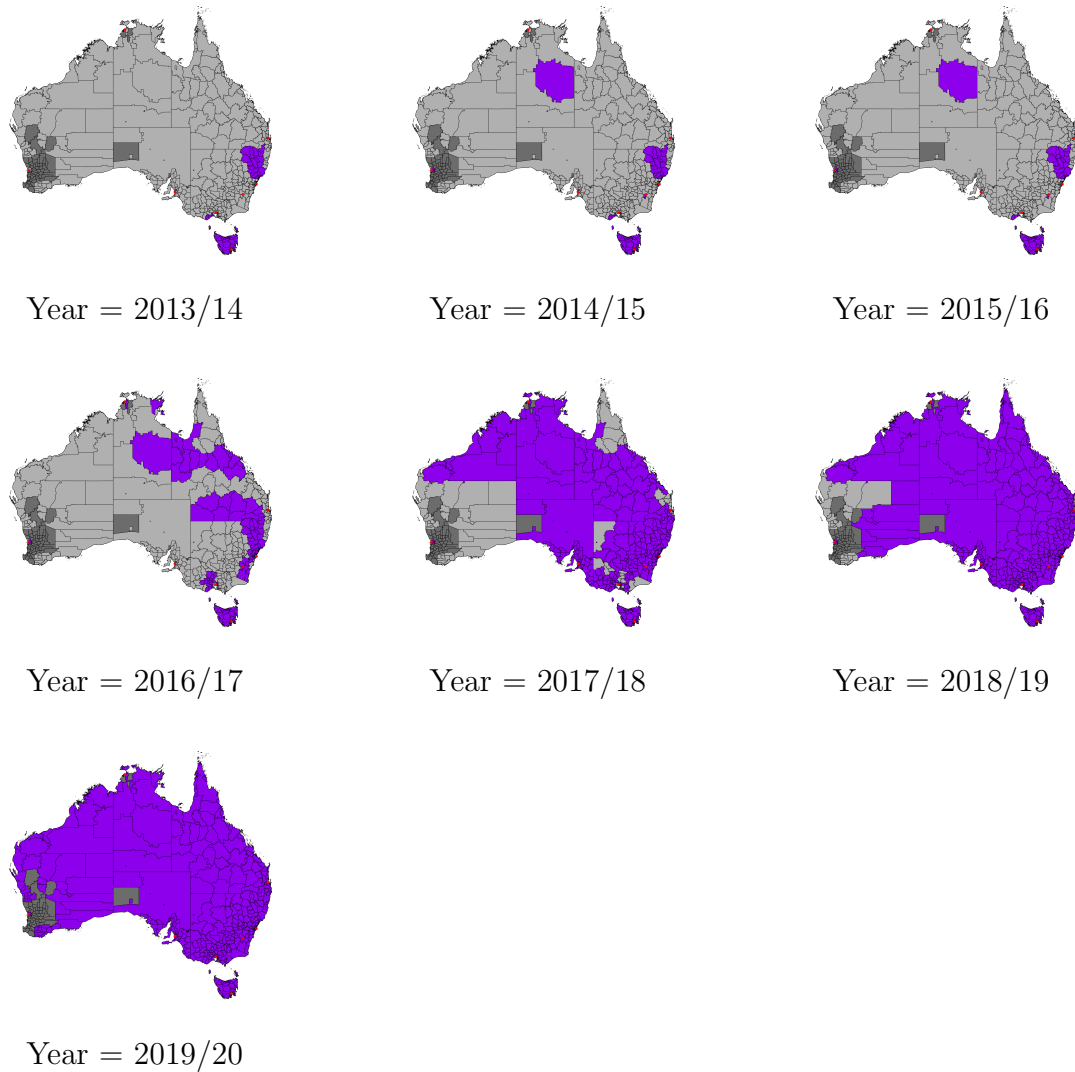 Year = 2013/14
Year = 2014/15
Year = 2015/16
Year = 2016/17
Year = 2017/18
Year = 2018/19
Year = 2019/20